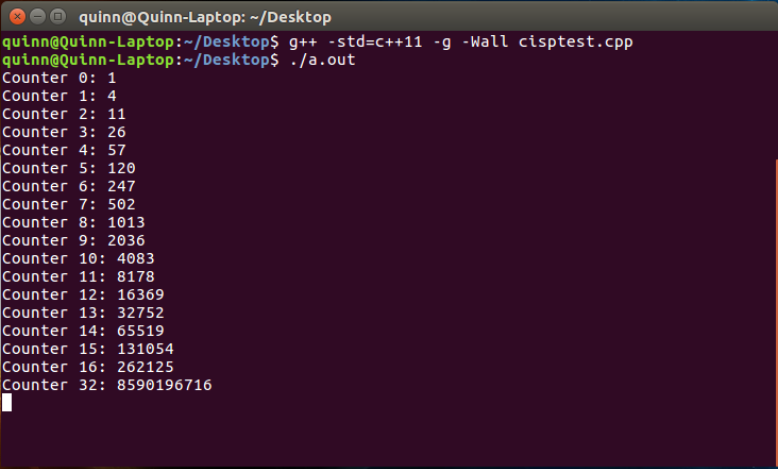 quinn@Quinn-Laptop: ~/Desktop
quinn@Quinn-Laptop:~/Desktop$ g++ -std=c++11 -g -Wall cisptest.cpp
quinn@Quinn-Laptop:~/Desktop$ ./a.out
Counter 0: 1
Counter 1: 4
Counter 2: 11
Counter 3: 26
Counter 4: 57
Counter 5: 120
Counter 6: 247
Counter 7: 502
Counter 8: 1013
Counter 9: 2036
Counter 10: 4083
Counter 11: 8178
Counter 12: 16369
Counter 13: 32752
Counter 14: 65519
Counter 15: 131054
Counter 16: 262125
Counter 32: 8590196716